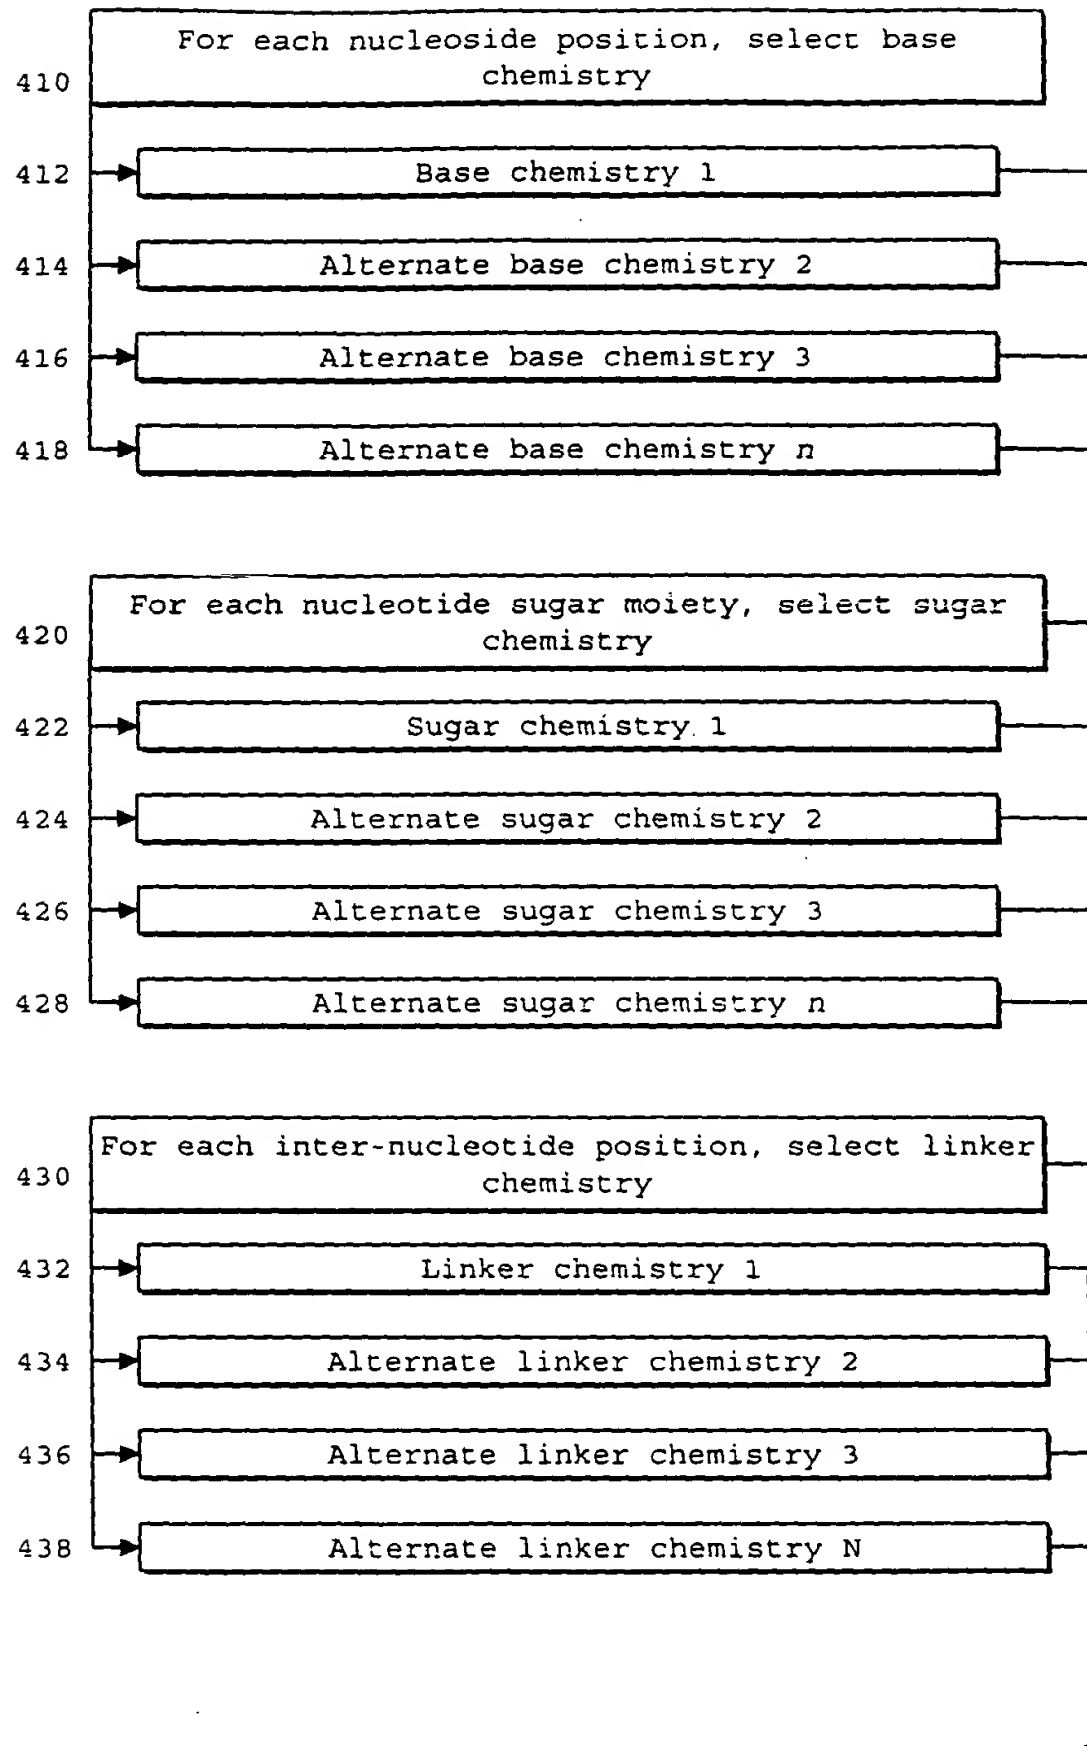 For each nucleoside position, select base
410 chemistry
412 Base chemistry 1
414 Alternate base chemistry 2
416 Alternate base chemistry 3
418 Alternate base chemistry n
For each nucleotide sugar moiety, select sugar
420 chemistry
422 Sugar chemistry 1
424 Alternate sugar chemistry 2
426 Alternate sugar chemistry 3
428 Alternate sugar chemistry n
For each inter-nucleotide position, select linker
430 chemistry
432 Linker chemistry 1
434 Alternate linker chemistry 2
436 Alternate linker chemistry 3
438 Alternate linker chemistry N